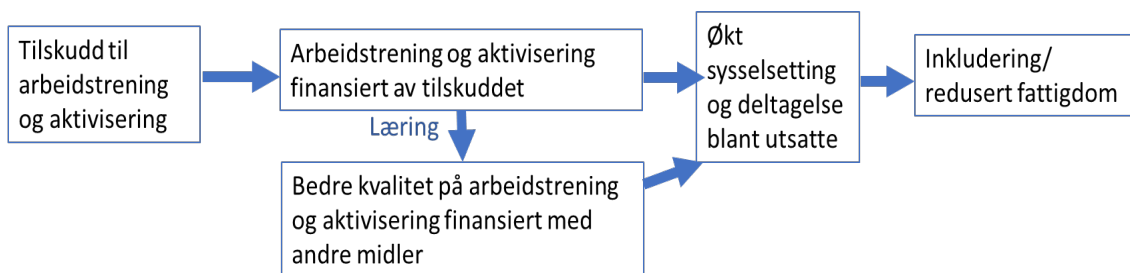 Tilskudd til
arbeidstrening
og aktivisering
Arbeidstrening og aktivisering
finansiert av tilskuddet
Læring
Bedre kvalitet på arbeidstrening
og aktivisering finansiert med
andre midler
Økt
sysselsetting
og deltagelse
blant utsatte
Inkludering/
redusert fattigdom